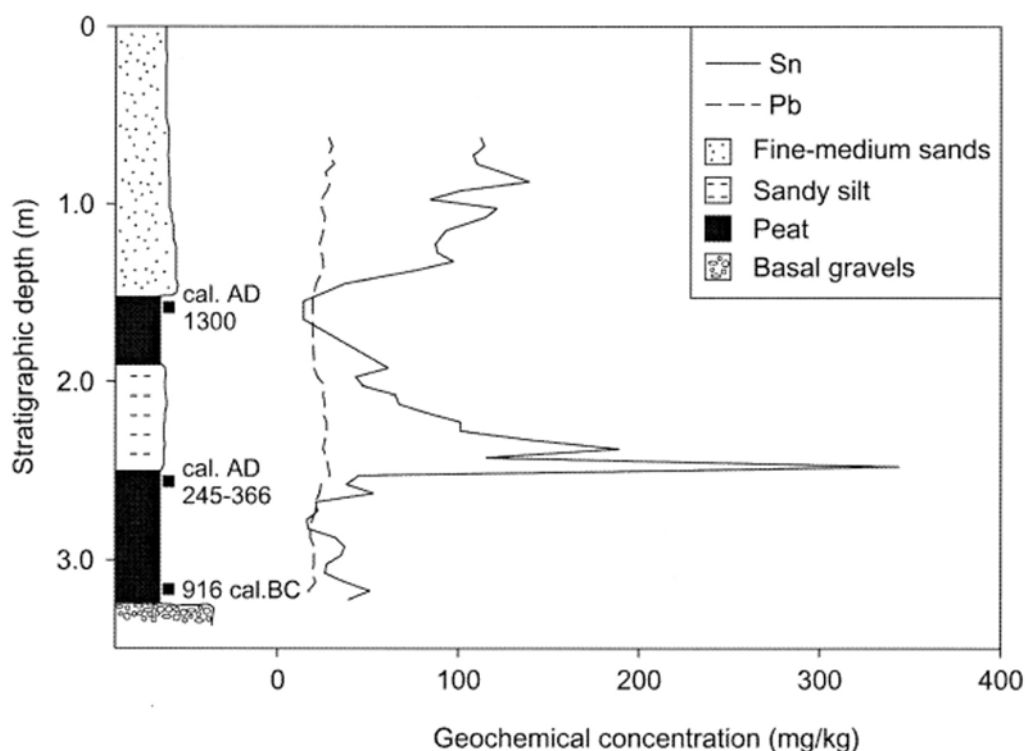 0
1.0
2.0
3.0
Stratigraphic depth (m)
cal. AD
1300
cal. AD
245-366
916 cal.BC
Sn
Pb
Fine-medium sands
Sandy silt
Peat
Basal gravels
0
100
200
300
400
Geochemical concentration (mg/kg)